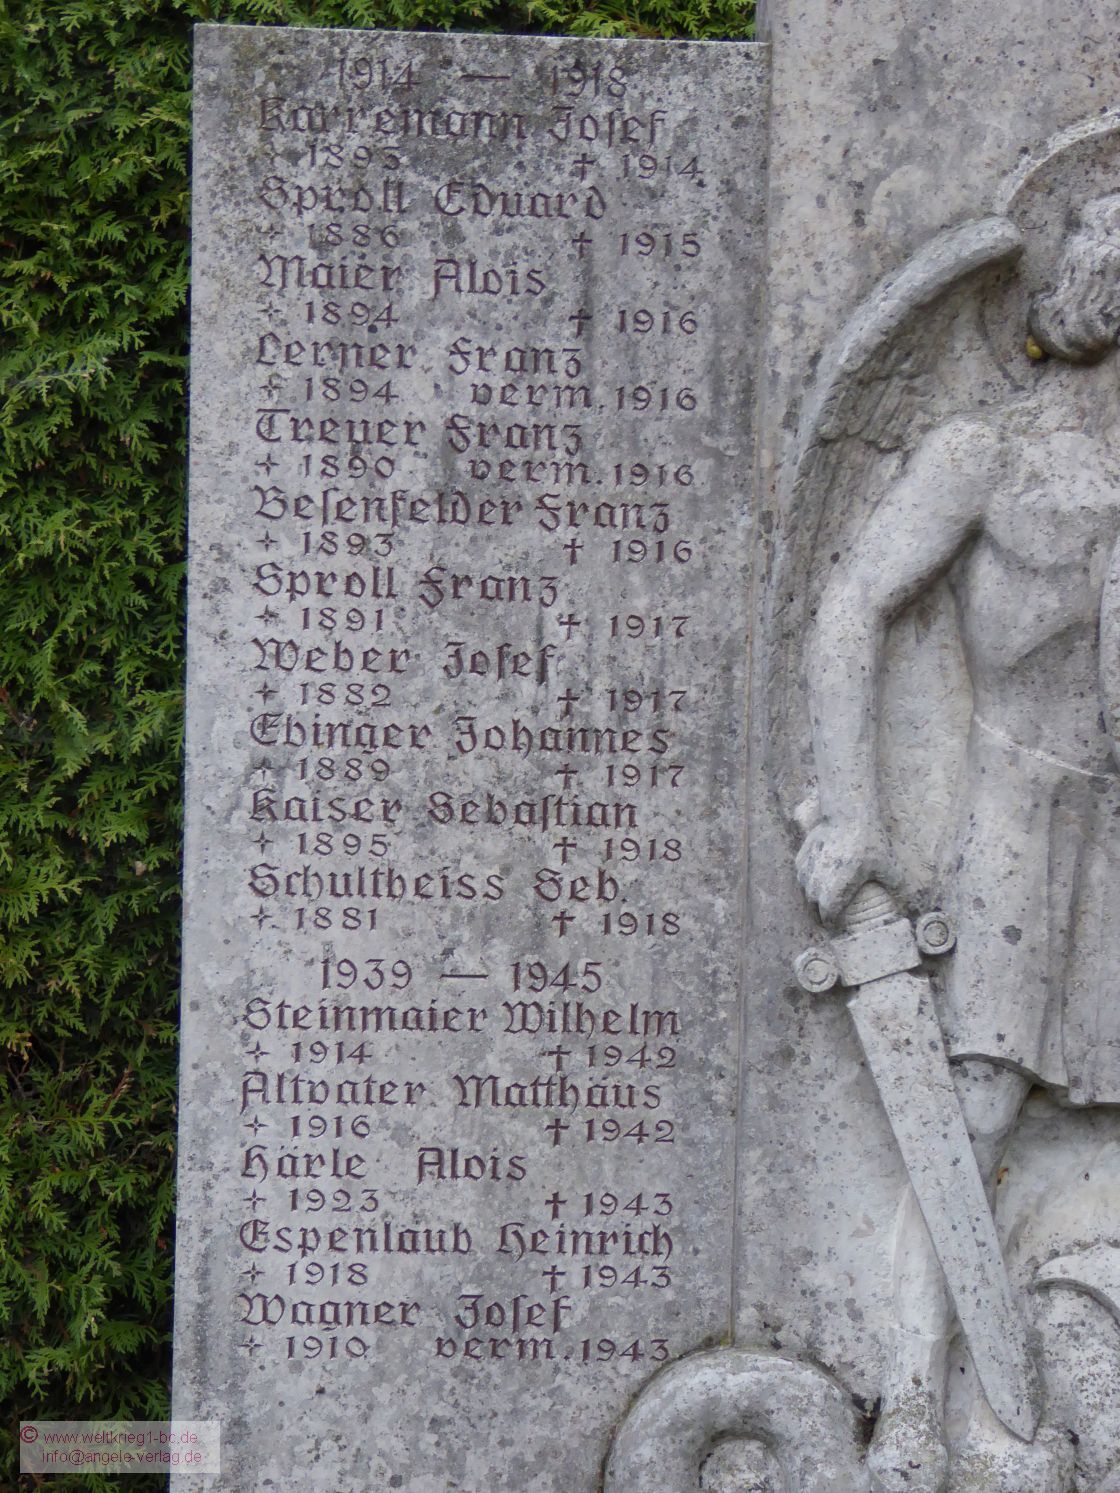 1914 — 1918
Karremann Josef
✧ 1893 ✝ 1914
Sproll Eduard
✧ 1886 ✝ 1915
Maier Alois
✧ 1894 ✝ 1916
Lerner Franz
✧ 1894 verm. 1916
Treyer Franz
✧ 1890 verm. 1916
Beſenfelder Franz
✧ 1893 ✝ 1916
Sproll Franz
✧ 1891 ✝ 1917
Weber Joſef
✧ 1882 ✝ 1917
Ebinger Johannes
✧ 1889 ✝ 1917
Kaiser Sebaſtian
✧ 1895 ✝ 1918
Schultheiss Seb.
✧ 1881 ✝ 1918
1939 — 1945
Steinmaier Wilhelm
✧ 1914 ✝ 1942
Altvater Matthäus
✧ 1916 ✝ 1942
Härle Alois
✧ 1923 ✝ 1943
Espenlaub Heinrich
✧ 1918 ✝ 1943
Wagner Joſef
✧ 1910 verm. 1943
© www.weltkrieg1-bc.de
info@angele-verlag.de